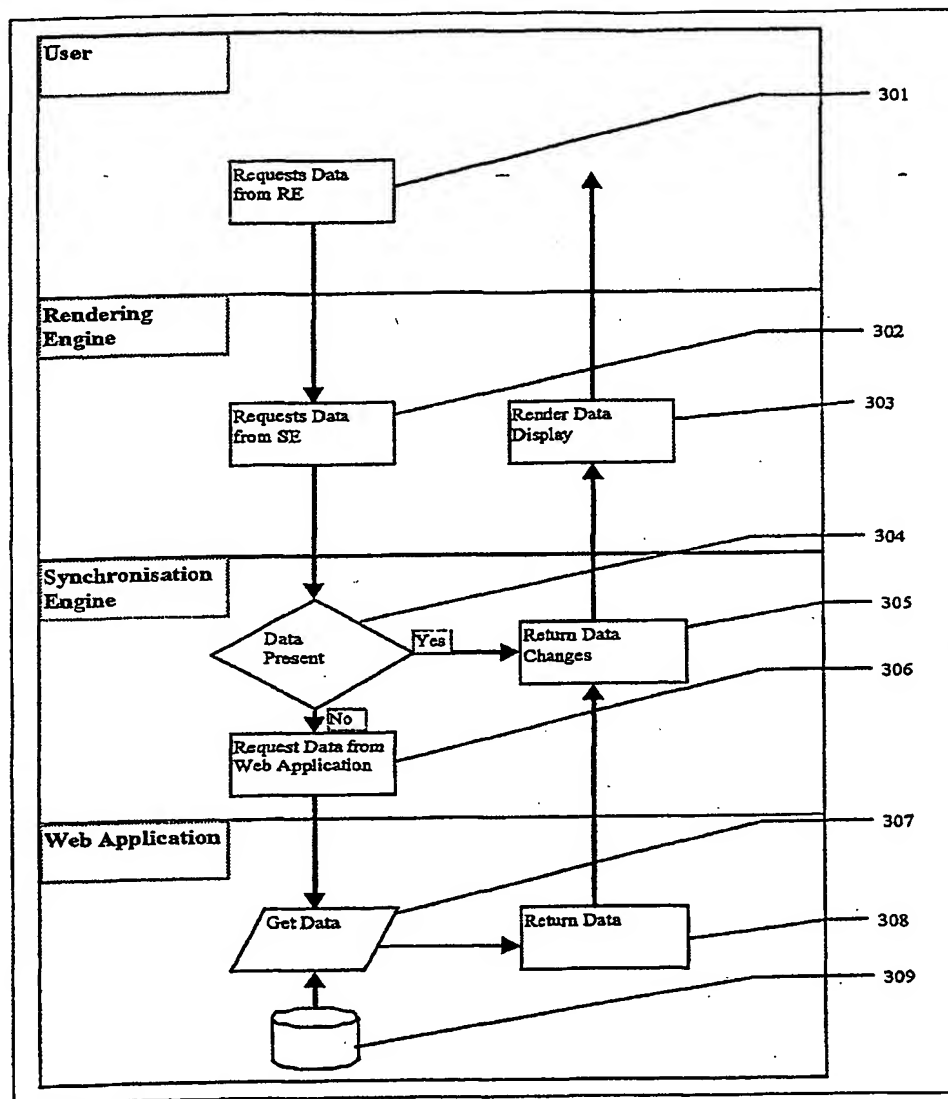 User
301
Requests Data
from RE
Rendering
Engine
302
Requests Data
from SE
Render Data
Display
303
304
Synchronisation
Engine
Data
Present
Yes
Return Data
Changes
305
306
No
Request Data from
Web Application
Web Application
307
Get Data
Return Data
308
309